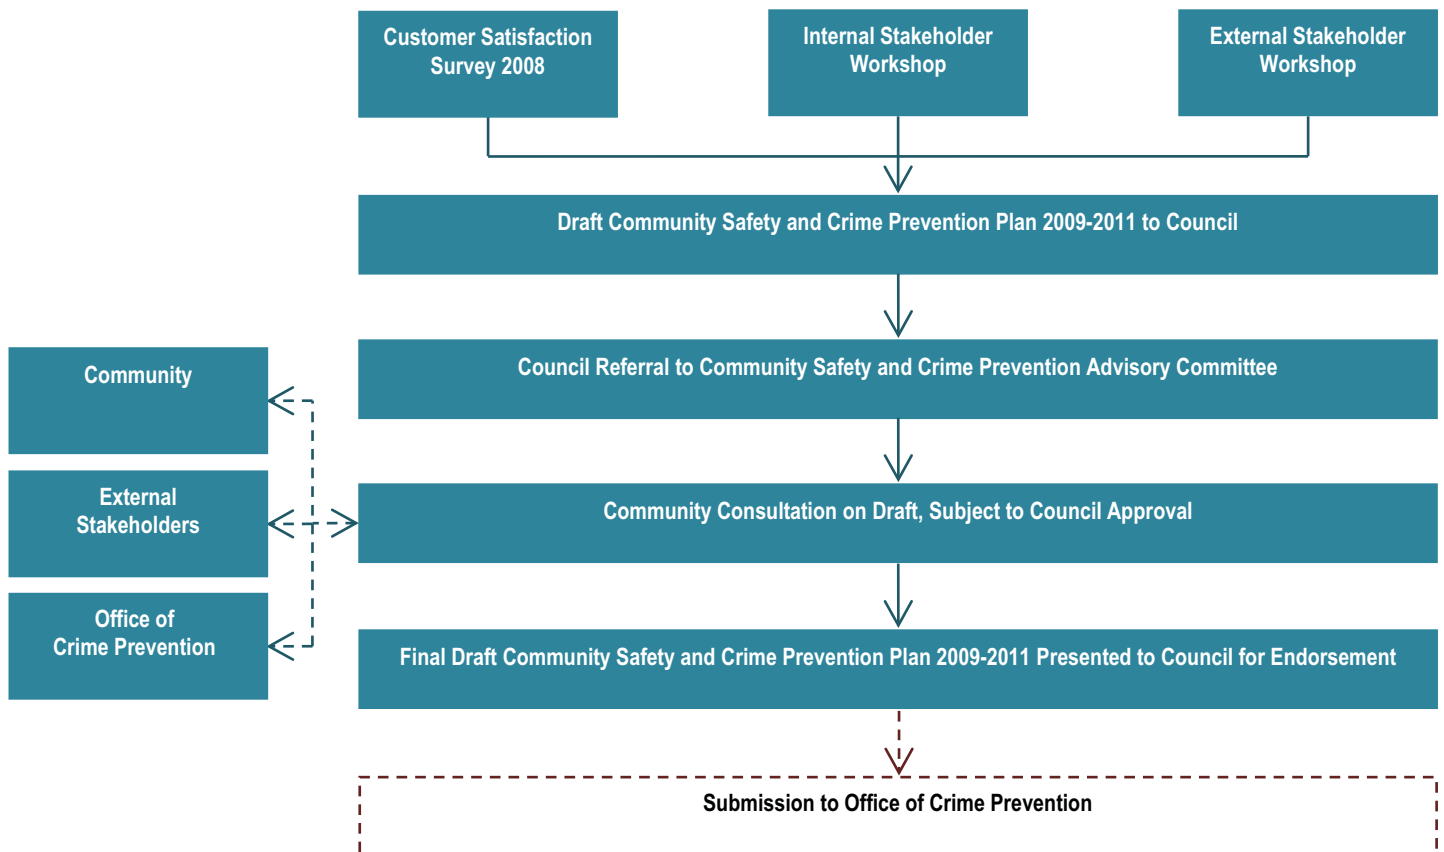 Customer Satisfaction
Survey 2008
Internal Stakeholder
Workshop
External Stakeholder
Workshop
Draft Community Safety and Crime Prevention Plan 2009-2011 to Council
Council Referral to Community Safety and Crime Prevention Advisory Committee
Community
External
Stakeholders
Community Consultation on Draft, Subject to Council Approval
Office of
Crime Prevention
Final Draft Community Safety and Crime Prevention Plan 2009-2011 Presented to Council for Endorsement
Submission to Office of Crime Prevention